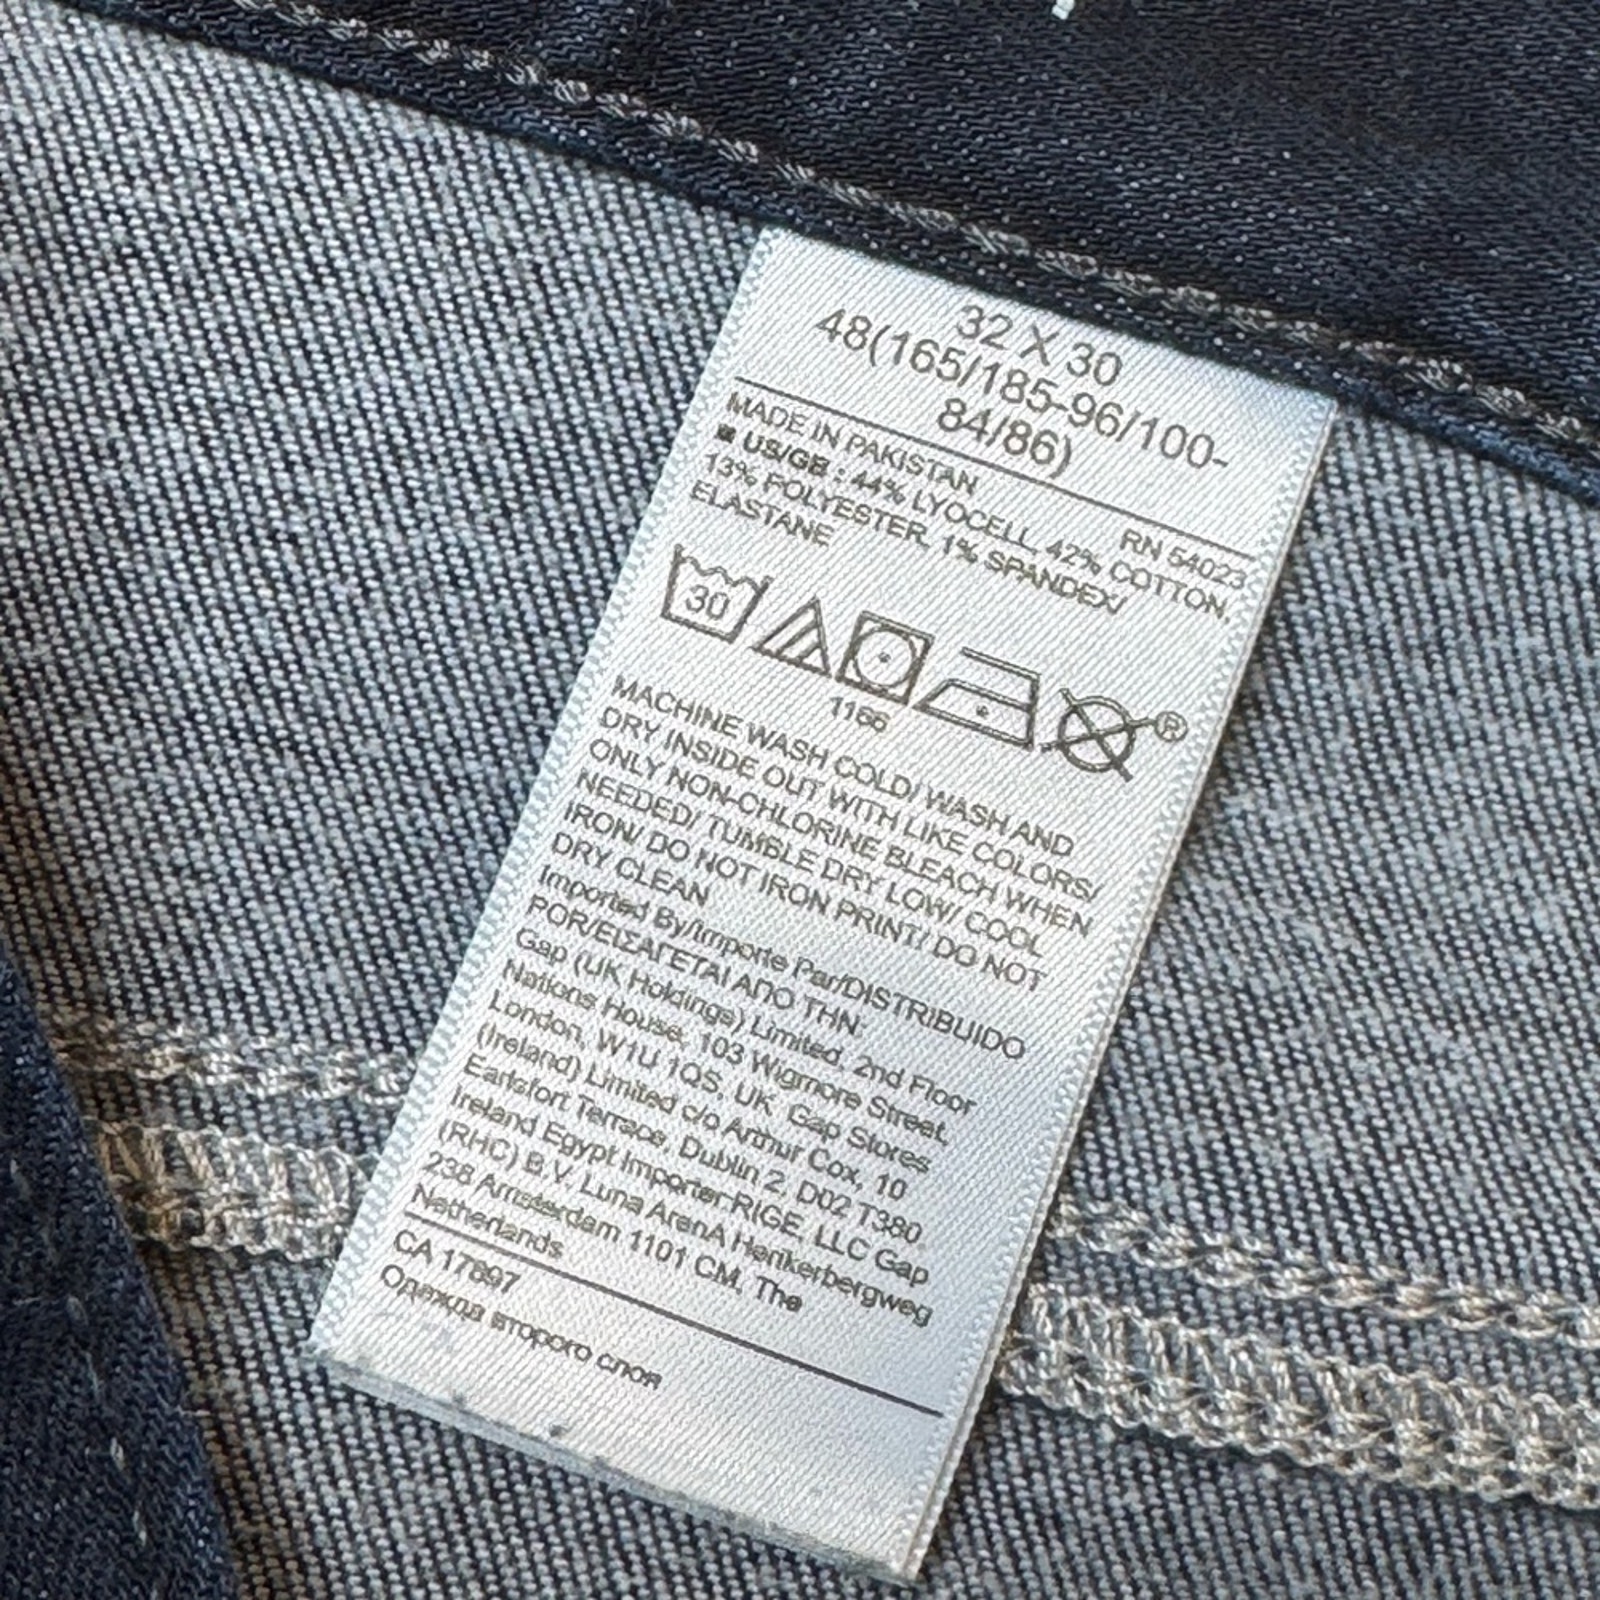 32 X 30
48(165/185-96/100-
84/86)
MADE IN PAKISTAN
RN 54023
■ US/GB : 44% LYOCELL, 42% COTTON,
13% POLYESTER, 1% SPANDEX/
ELASTANE
30
®
1166
MACHINE WASH COLD/ WASH AND
DRY INSIDE OUT WITH LIKE COLORS/
ONLY NON-CHLORINE BLEACH WHEN
NEEDED/ TUMBLE DRY LOW/ COOL
IRON/ DO NOT IRON PRINT/ DO NOT
DRY CLEAN
Imported By/Importe Par/DISTRIBUIDO
POR/ΕΙΣΑΓΕΤΑΙ ΑΠΟ ΤΗΝ:
Gap (UK Holdings) Limited, 2nd Floor
Nations House, 103 Wigmore Street,
London, W1U 1QS, UK Gap Stores
(Ireland) Limited c/o Arthur Cox, 10
Earlsfort Terrace, Dublin 2, D02 T380,
Ireland Egypt Importer:RIGE, LLC Gap
(RHC) B.V. Luna ArenA Herikerbergweg
238 Amsterdam 1101 CM, The
Netherlands
CA 17897
Одежда второго слоя